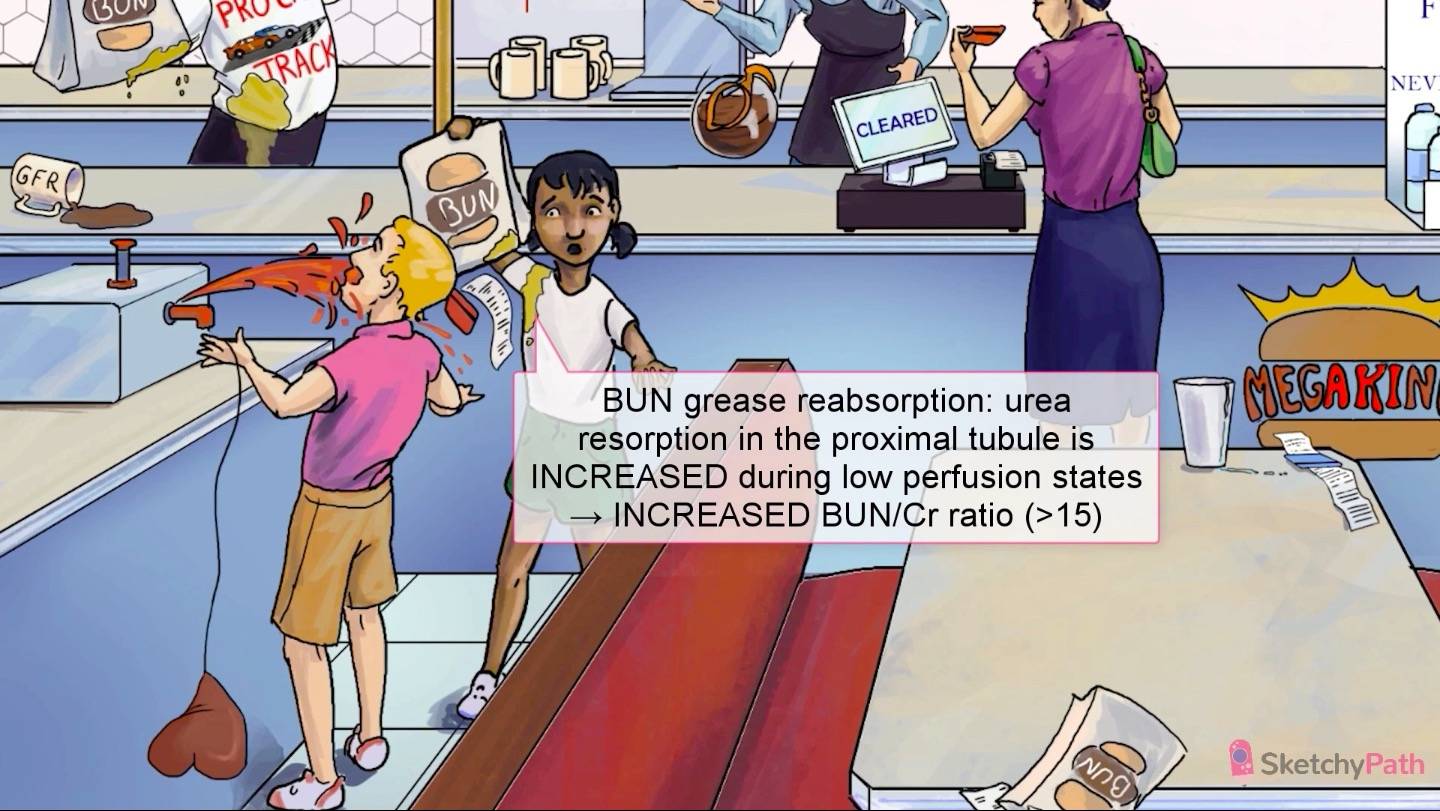 BUN
PRO
TRACK
GFR
BUN
CLEARED
F
NEV
MEGAKIN
BUN grease reabsorption: urea
resorption in the proximal tubule is
INCREASED during low perfusion states
→ INCREASED BUN/Cr ratio (>15)
BUN
SketchyPath